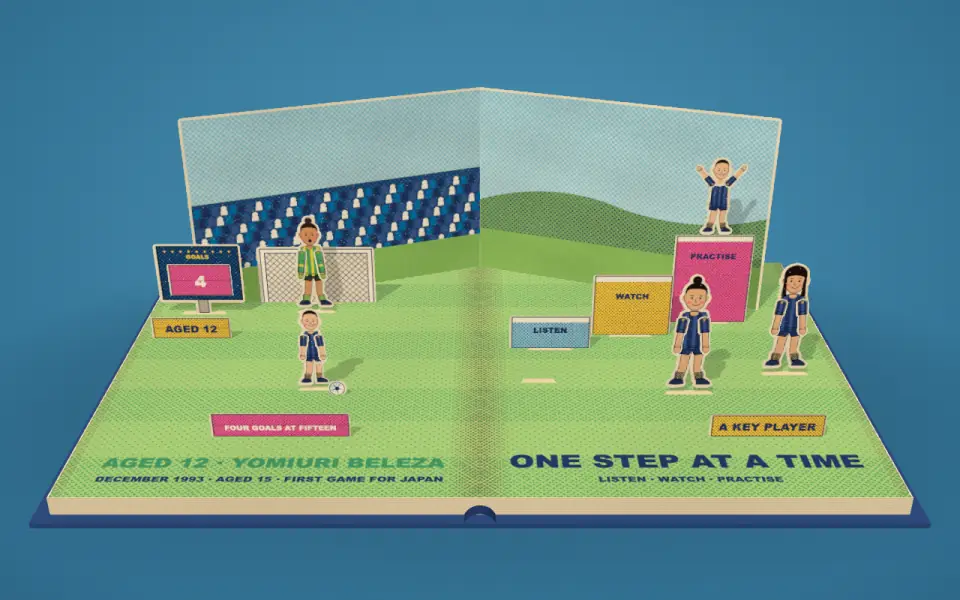 GOALS
4
AGED 12
FOUR GOALS AT FIFTEEN
AGED 12 · YOMIURI BELEZA
DECEMBER 1993 · AGED 15 · FIRST GAME FOR JAPAN
LISTEN
WATCH
PRACTISE
A KEY PLAYER
ONE STEP AT A TIME
LISTEN · WATCH · PRACTISE